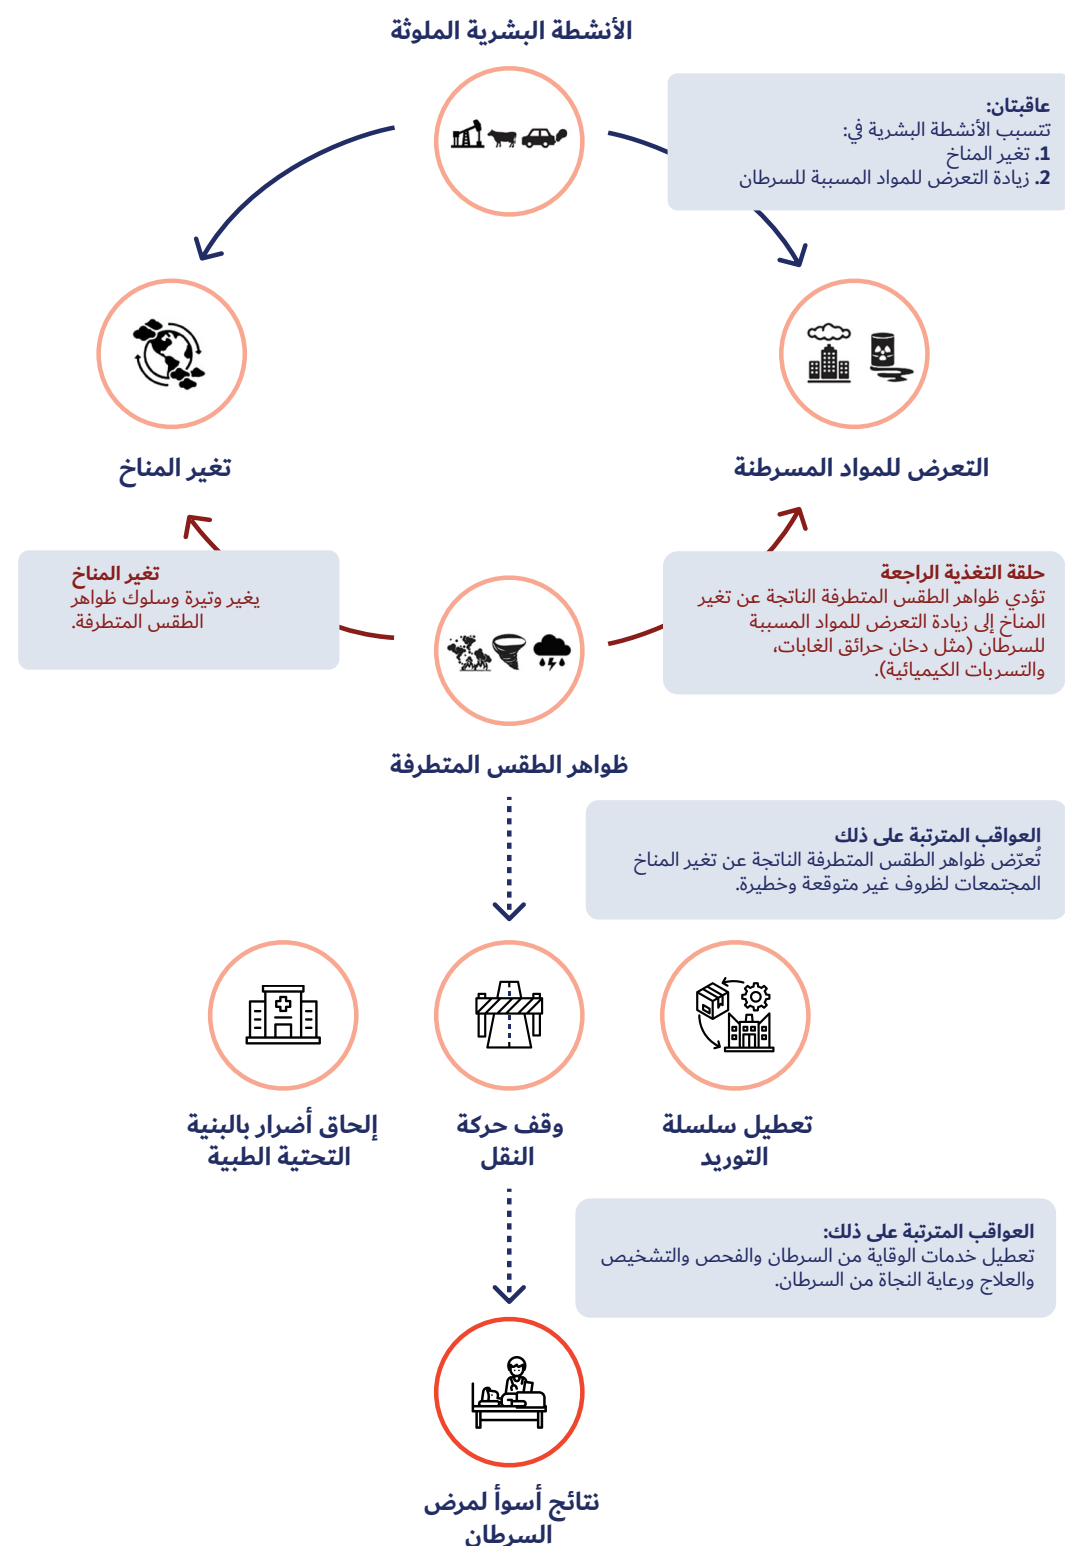 الأنشطة البشرية الملوثة
عاقبتان:
تتسبب الأنشطة البشرية في:
1. تغير المناخ
2. زيادة التعرض للمواد المسببة للسرطان
التعرض للمواد المسرطنة
تغير المناخ
حلقة التغذية الراجعة
تؤدي ظواهر الطقس المتطرفة الناتجة عن تغير
المناخ إلى زيادة التعرض للمواد المسببة
للسرطان (مثل دخان حرائق الغابات،
والتسربات الكيميائية).
تغير المناخ
يغير وتيرة وسلوك ظواهر
الطقس المتطرفة.
ظواهر الطقس المتطرفة
العواقب المترتبة على ذلك
تُعرّض ظواهر الطقس المتطرفة الناتجة عن تغير المناخ
المجتمعات لظروف غير متوقعة وخطيرة.
تعطيل سلسلة
التوريد
وقف حركة
النقل
إلحاق أضرار بالبنية
التحتية الطبية
العواقب المترتبة على ذلك:
تعطيل خدمات الوقاية من السرطان والفحص والتشخيص
والعلاج ورعاية النجاة من السرطان.
نتائج أسوأ لمرض
السرطان